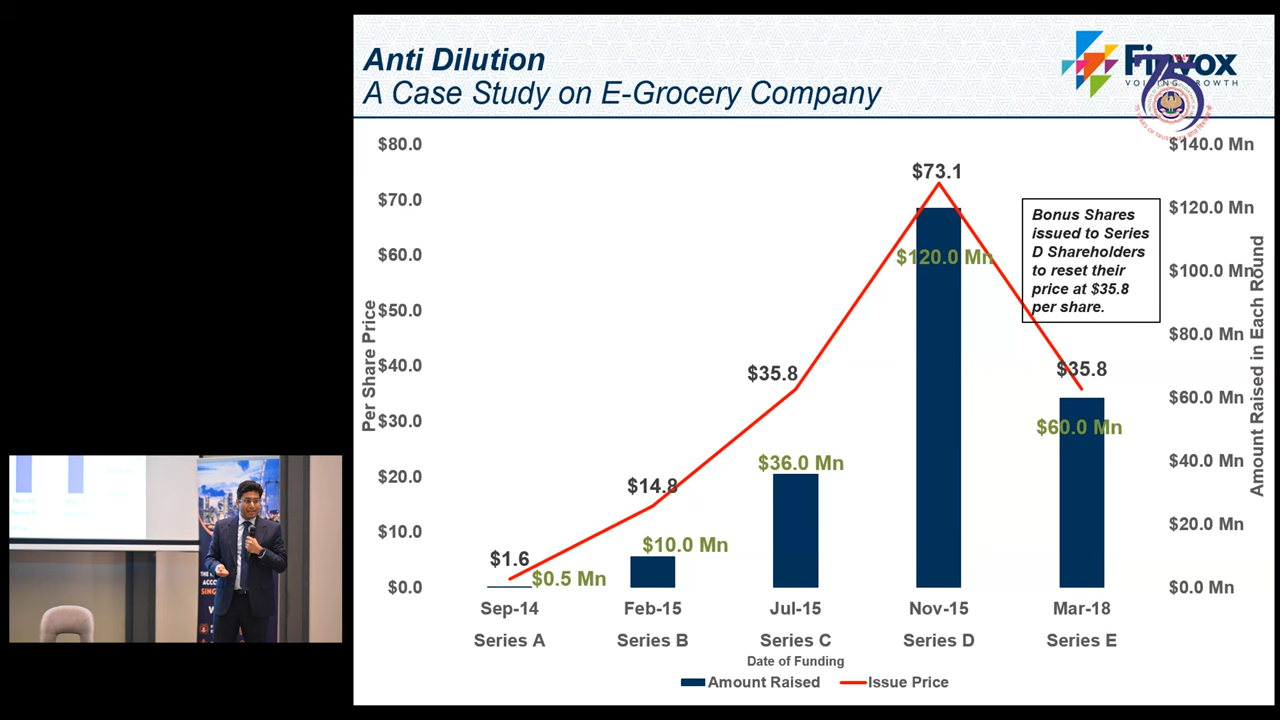 Anti Dilution
A Case Study on E-Grocery Company
Finvox
VOICING GROWTH
75
$80.0
$70.0
$60.0
$50.0
$40.0
$30.0
$20.0
$10.0
$0.0
Per Share Price
$140.0 Mn
$120.0 Mn
$100.0 Mn
$80.0 Mn
$60.0 Mn
$40.0 Mn
$20.0 Mn
$0.0 Mn
Amount Raised in Each Round
$73.1
$120.0 Mn
Bonus Shares
issued to Series
D Shareholders
to reset their
price at $35.8
per share.
$35.8
$35.8
$60.0 Mn
$36.0 Mn
$14.8
$10.0 Mn
$1.6
$0.5 Mn
Sep-14 Feb-15 Jul-15 Nov-15 Mar-18
Series A Series B Series C Series D Series E
Date of Funding
Amount Raised Issue Price